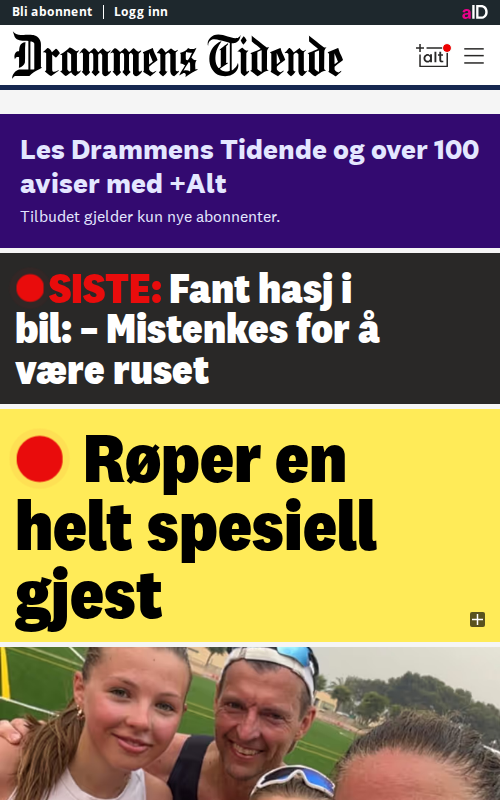 Bli abonnent | Logg inn
aID
Drammens Tidende
+alt
Les Drammens Tidende og over 100
aviser med +Alt
Tilbudet gjelder kun nye abonnenter.
SISTE: Fant hasj i
bil: – Mistenkes for å
være ruset
Røper en
helt spesiell
gjest